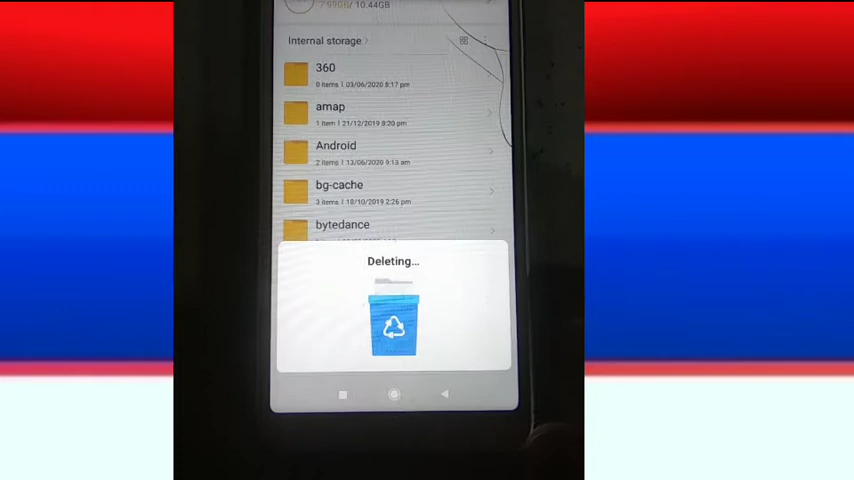 7.99GB/ 10.44GB
Internal storage
360
0 items | 03/06/2020 8:17 pm
amap
1 item | 21/12/2019 8:20 pm
Android
2 items | 13/06/2020 9:13 am
bg-cache
3 items | 18/10/2019 2:26 pm
bytedance
Deleting...